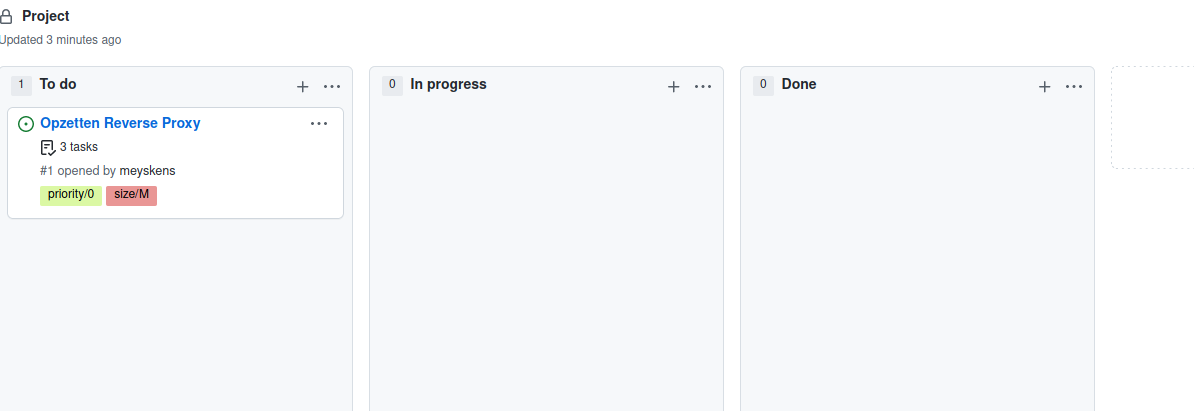 Project
Updated 3 minutes ago
1 To do
Opzetten Reverse Proxy
3 tasks
#1 opened by meyskens
priority/0 size/M
0 In progress
0 Done